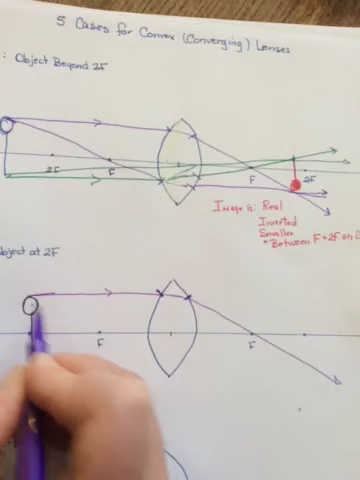 5 Cases for Convex (Converging) Lenses
: Object Beyond 2F
2F
F
F
2F
Image is: Real
Inverted
Smaller
* Between F + 2F on
Object at 2F
F
F